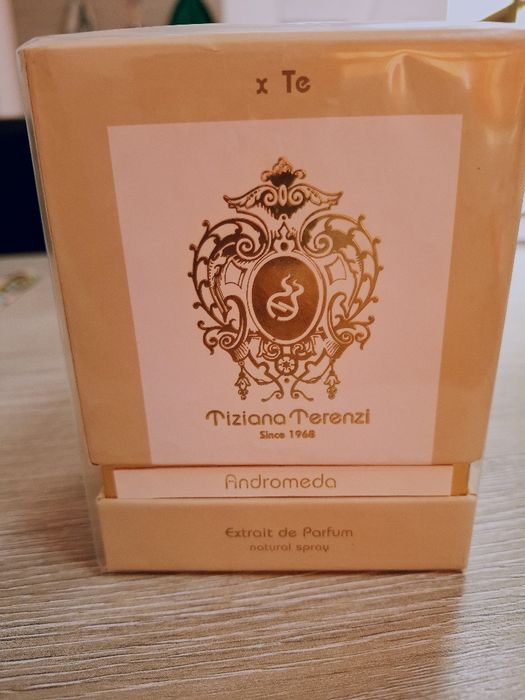 x Te
Tiziana Terenzi
Since 1968
Andromeda
Extrait de Parfum
natural spray